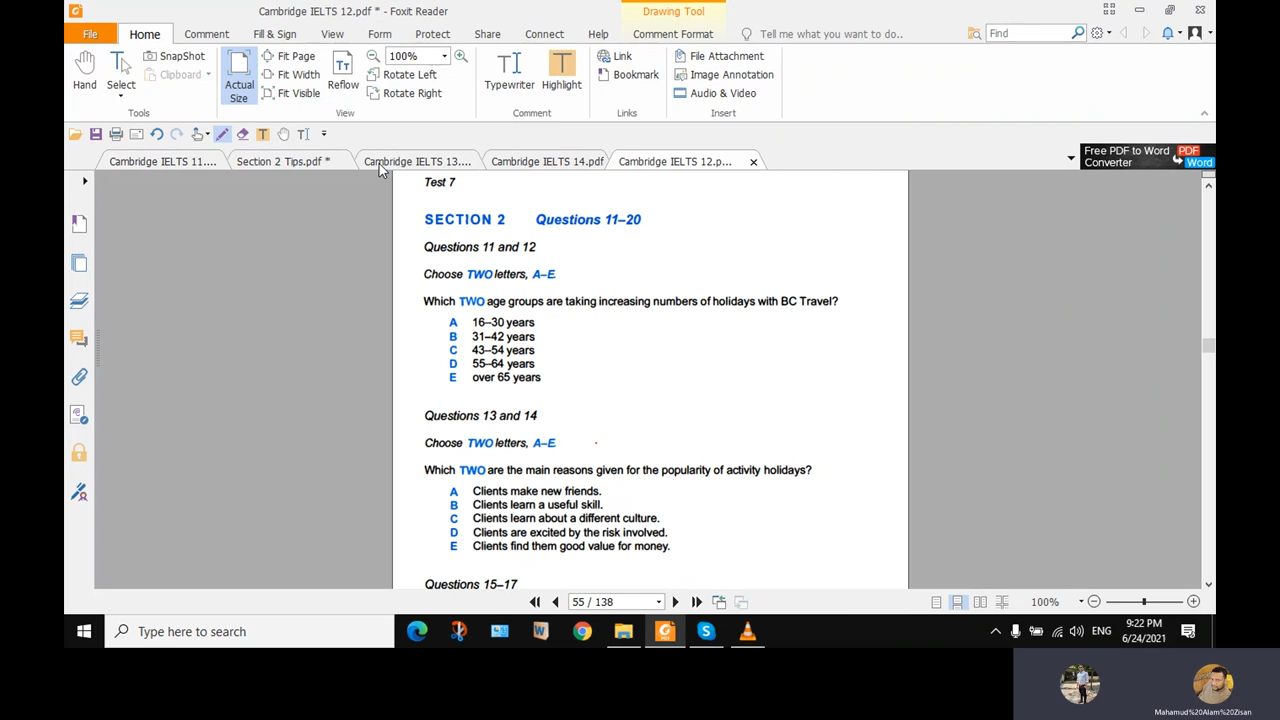 Cambridge IELTS 12.pdf * - Foxit Reader
Drawing Tool
File Home Comment Fill & Sign View Form Protect Share Connect Help Comment Format Tell me what you want to do.. Find
Hand
Select
SnapShot
Clipboard
Tools
Actual
Size
Fit Page
Fit Width
Fit Visible
Reflow
100%
Rotate Left
Rotate Right
View
Typewriter
Highlight
Comment
Link
Bookmark
Links
File Attachment
Image Annotation
Audio & Video
Insert
Cambridge IELTS 11.... Section 2 Tips.pdf * Cambridge IELTS 13.... Cambridge IELTS 14.pdf Cambridge IELTS 12.p...
Free PDF to Word
Converter
PDF
Word
Test 7
SECTION 2 Questions 11–20
Questions 11 and 12
Choose TWO letters, A–E.
Which TWO age groups are taking increasing numbers of holidays with BC Travel?
A 16–30 years
B 31–42 years
C 43–54 years
D 55–64 years
E over 65 years
Questions 13 and 14
Choose TWO letters, A–E.
Which TWO are the main reasons given for the popularity of activity holidays?
A Clients make new friends.
B Clients learn a useful skill.
C Clients learn about a different culture.
D Clients are excited by the risk involved.
E Clients find them good value for money.
Questions 15–17
55 / 138
100%
Type here to search
ENG
9:22 PM
6/24/2021
Mahamud%20Alam%20Zisan